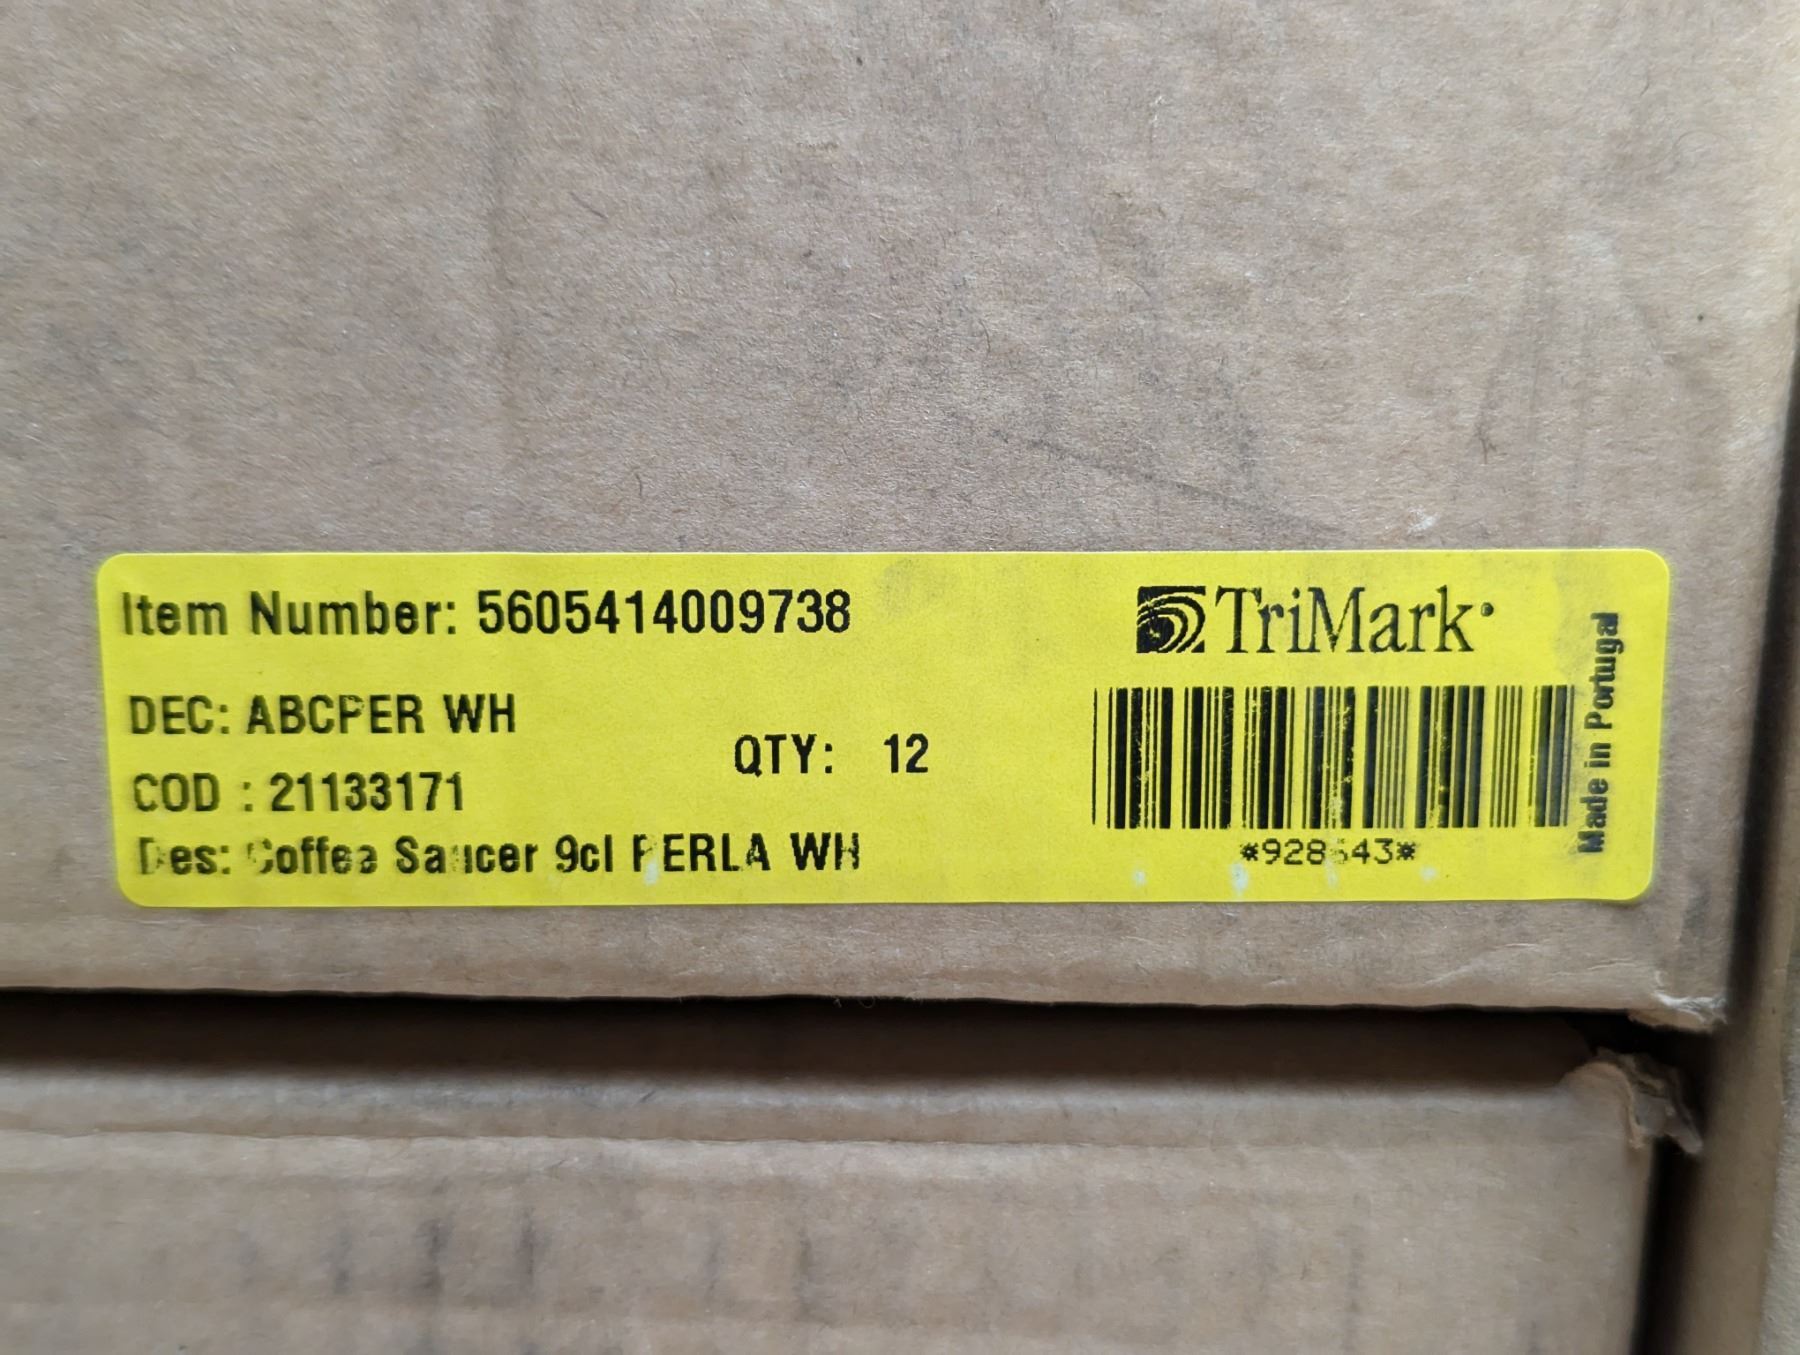 Item Number: 5605414009738
TriMark
DEC: ABCPER WH
QTY: 12
COD : 21133171
Des: Coffee Saucer 9cl PERLA WH
Made in Portugal